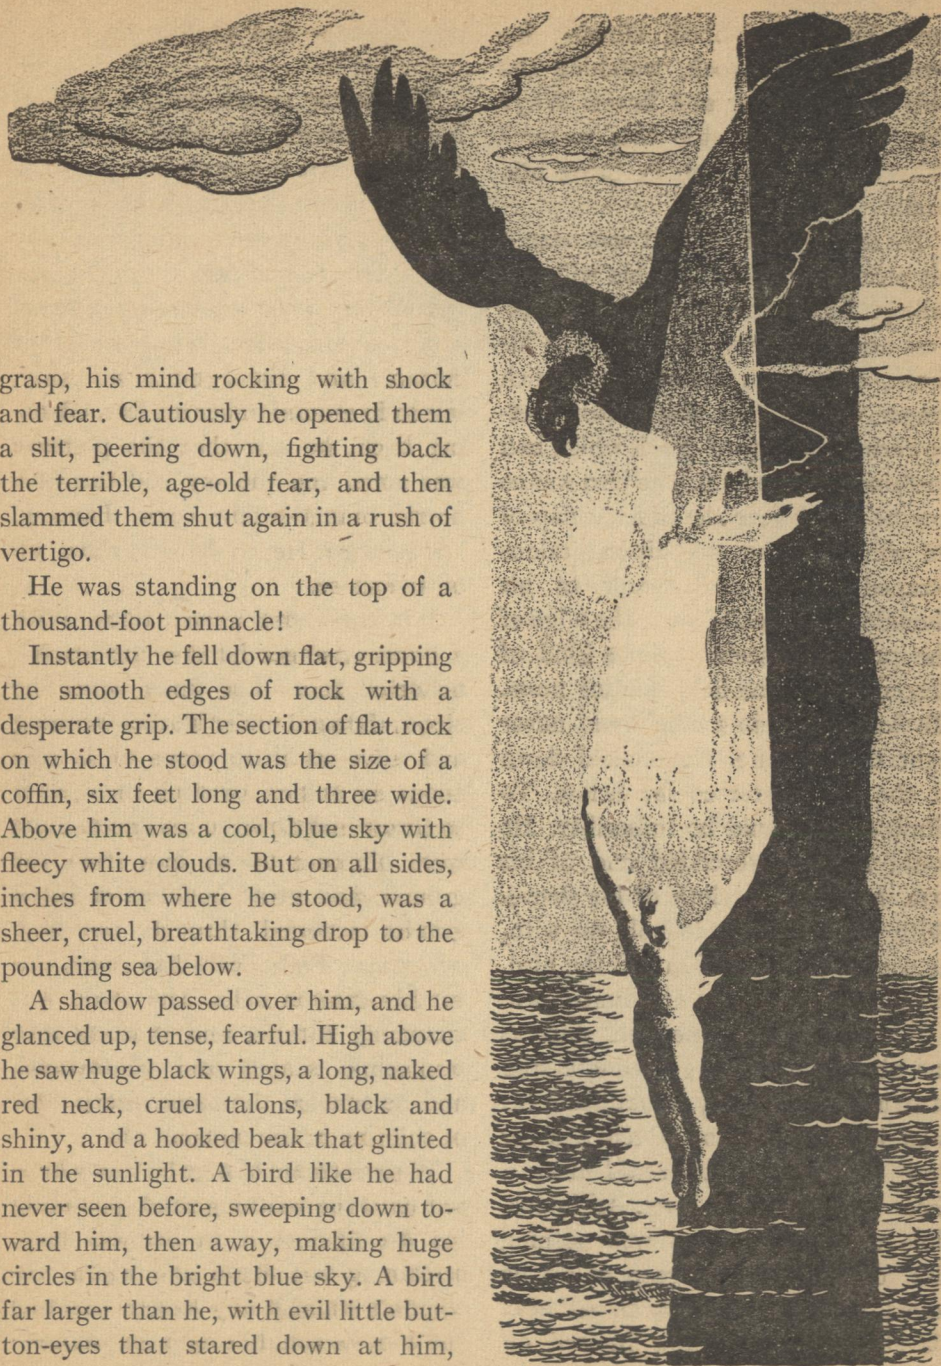 grasp, his mind rocking with shock
and fear. Cautiously he opened them
a slit, peering down, fighting back
the terrible, age-old fear, and then
slammed them shut again in a rush of
vertigo.
He was standing on the top of a
thousand-foot pinnacle!
Instantly he fell down flat, gripping
the smooth edges of rock with a
desperate grip. The section of flat rock
on which he stood was the size of a
coffin, six feet long and three wide.
Above him was a cool, blue sky with
fleecy white clouds. But on all sides,
inches from where he stood, was a
sheer, cruel, breathtaking drop to the
pounding sea below.
A shadow passed over him, and he
glanced up, tense, fearful. High above
he saw huge black wings, a long, naked
red neck, cruel talons, black and
shiny, and a hooked beak that glinted
in the sunlight. A bird like he had
never seen before, sweeping down to-
ward him, then away, making huge
circles in the bright blue sky. A bird
far larger than he, with evil little but-
ton-eyes that stared down at him,